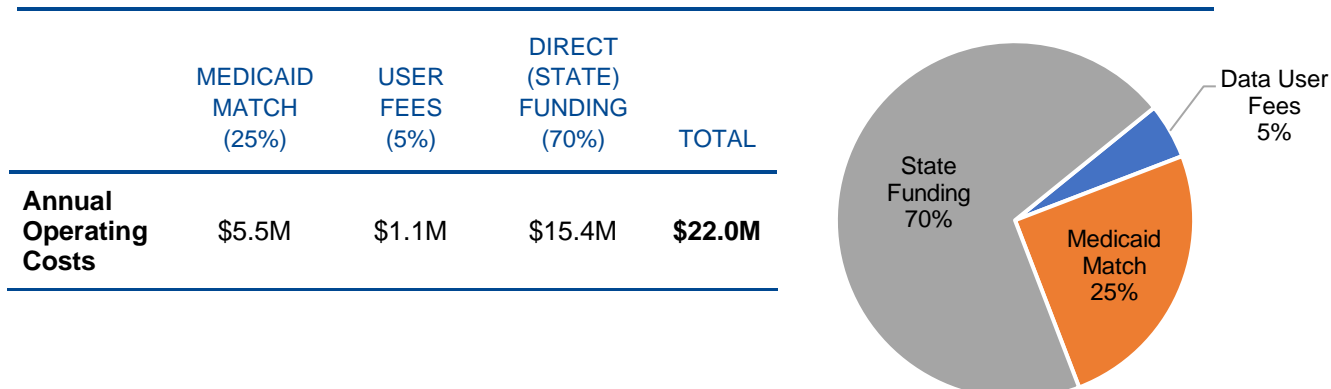 MEDICAID
MATCH
(25%)
USER
FEES
(5%)
DIRECT
(STATE)
FUNDING
(70%)
TOTAL
Annual
Operating
Costs
$5.5M
$1.1M
$15.4M
$22.0M
Data User
Fees
5%
State
Funding
70%
Medicaid
Match
25%